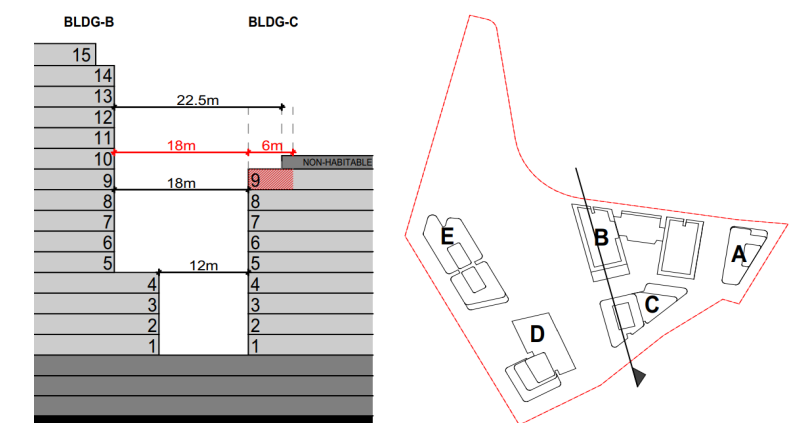 BLDG-B BLDG-C
15
14
13
22.5m
12
11
18m 6m
10
NON-HABITABLE
9 18m 9
8 8
7 7
6 6
5 12m 5
4 4
3 3
2 2
1 1
E
B
A
C
D